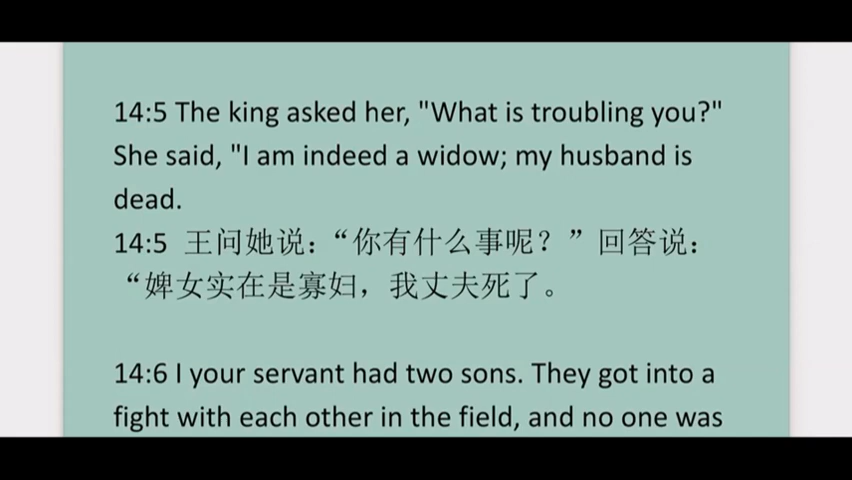 14:5 The king asked her, "What is troubling you?"
She said, "I am indeed a widow; my husband is
dead.
14:5 王问她说：“你有什么事呢？”回答说：
“婢女实在是寡妇，我丈夫死了。
14:6 I your servant had two sons. They got into a
fight with each other in the field, and no one was